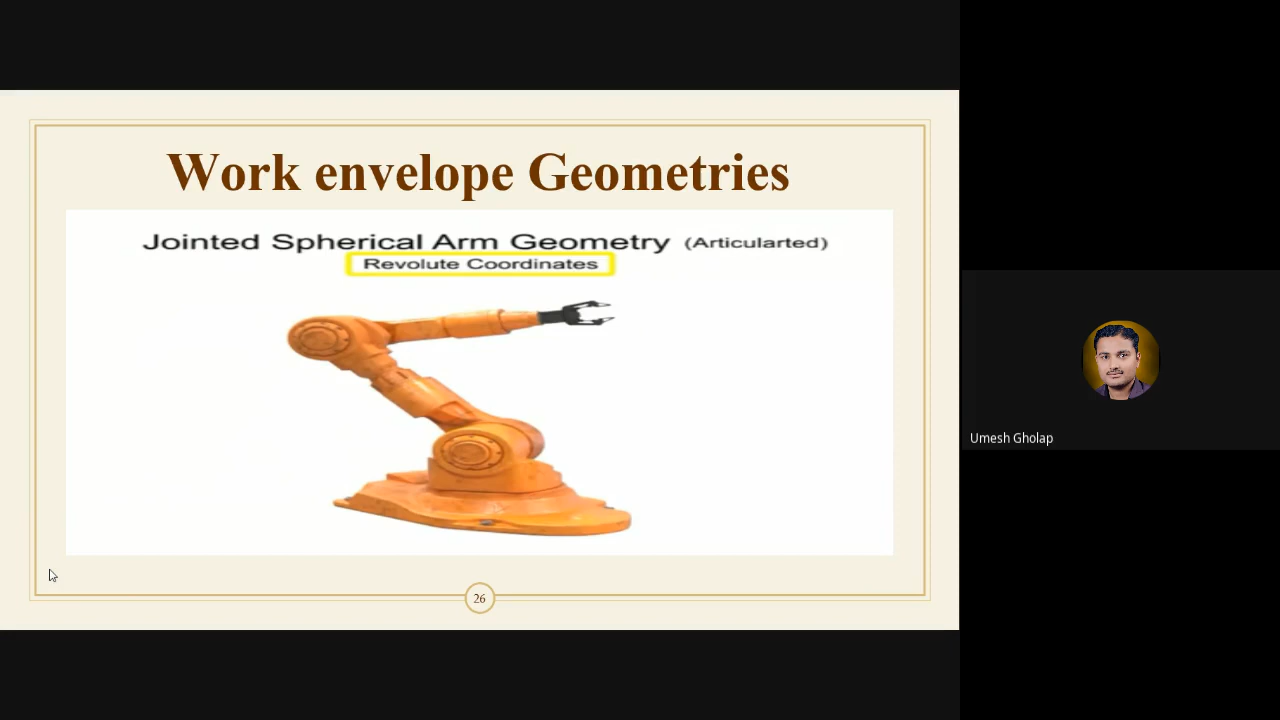 Work envelope Geometries
Jointed Spherical Arm Geometry (Articularted)
Revolute Coordinates
26
Umesh Gholap